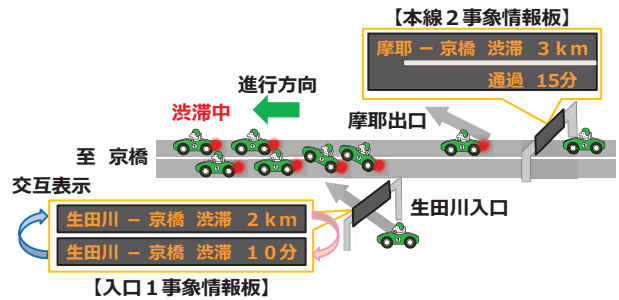 【本線２事象情報板】
摩耶 － 京橋 渋滞 ３ｋｍ
通過 15分
進行方向
渋滞中
摩耶出口
至 京橋
交互表示
生田川入口
生田川 － 京橋 渋滞 ２ｋｍ
生田川 － 京橋 渋滞 １０分
【入口１事象情報板】